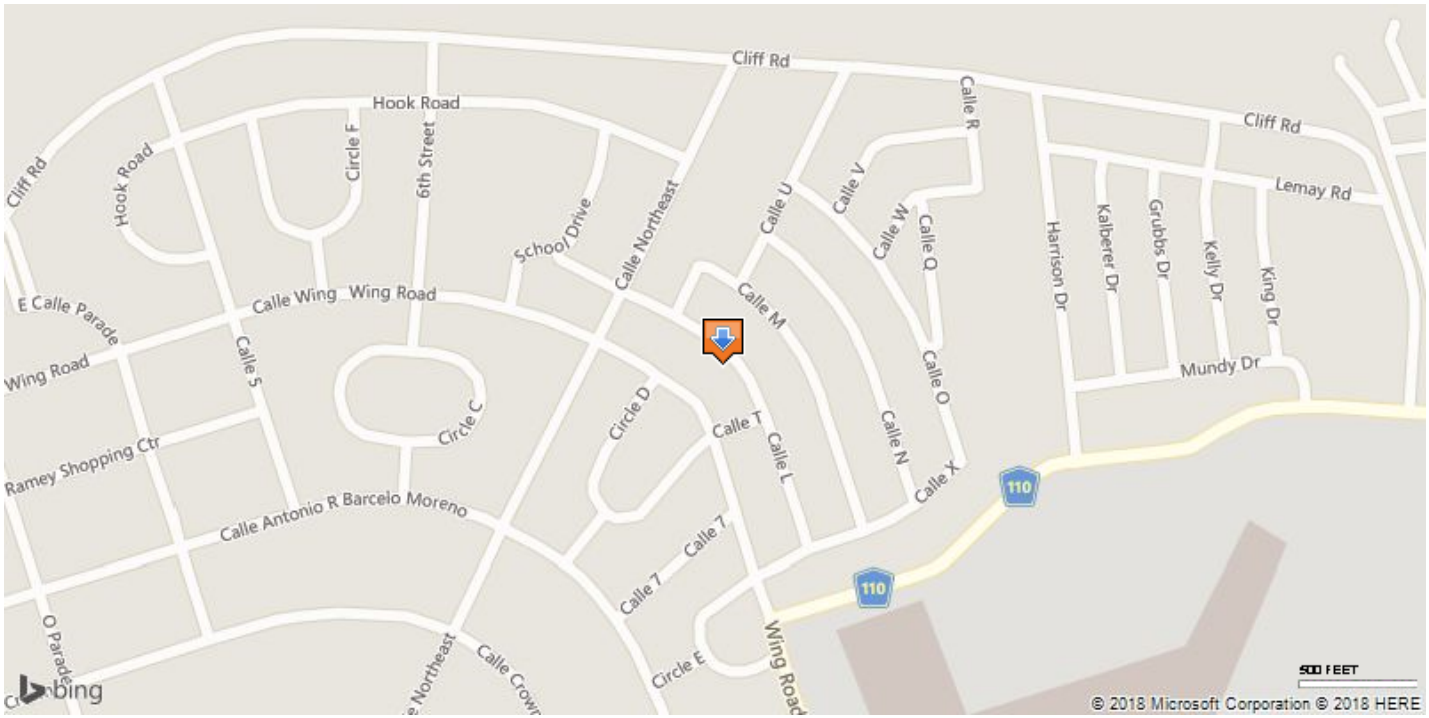 Cliff Rd
Hook Road
Calle R
Cliff Rd
Circle F
6th Street
Calle V
Cliff Rd
Hook Road
Lemay Rd
Calle Northeast
Calle U
School Drive
Calle W
Calle Q
Harrison Dr
Kalberer Dr
Grubbs Dr
Kelly Dr
King Dr
E Calle Parade
Calle Wing
Wing Road
Calle M
Wing Road
Calle S
Mundy Dr
Calle O
Circle D
Circle C
Calle T
Calle N
Calle L
Ramey Shopping Ctr
Calle X
110
Calle Antonio R Barcelo Moreno
Calle 7
Calle 7
110
O Parade
Wing Road
Circle E
Calle Crow
e Northeast
bing
500 FEET
© 2018 Microsoft Corporation © 2018 HERE